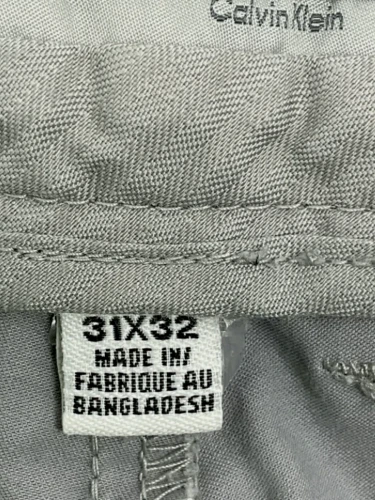 Calvin Klein
31X32
MADE IN/
FABRIQUE AU
BANGLADESH